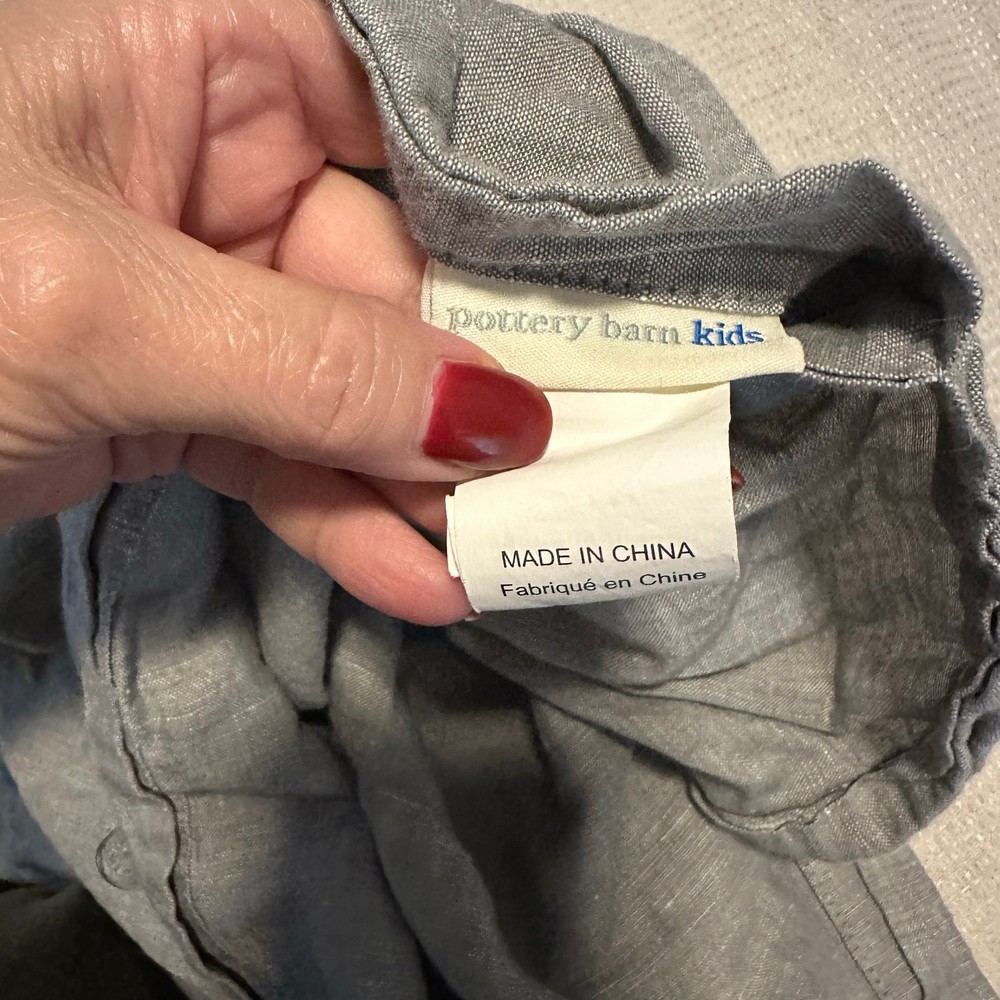 pottery barn kids
MADE IN CHINA
Fabriqué en Chine